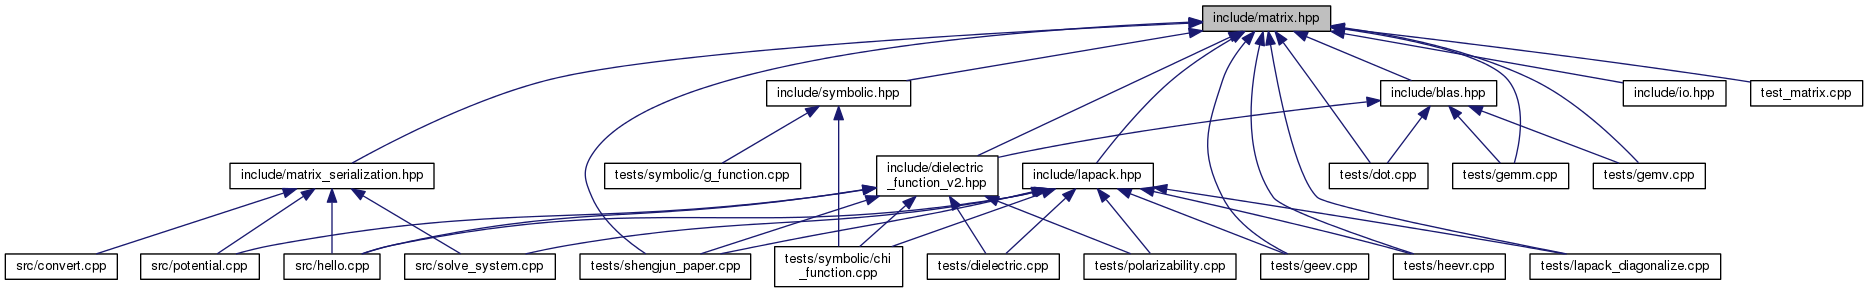 include/matrix.hpp
include/symbolic.hpp
include/blas.hpp
include/io.hpp
test_matrix.cpp
include/matrix_serialization.hpp
tests/symbolic/g_function.cpp
include/dielectric
_function_v2.hpp
include/lapack.hpp
tests/dot.cpp
tests/gemm.cpp
tests/gemv.cpp
src/convert.cpp
src/potential.cpp
src/hello.cpp
src/solve_system.cpp
tests/shengjun_paper.cpp
tests/symbolic/chi
_function.cpp
tests/dielectric.cpp
tests/polarizability.cpp
tests/geev.cpp
tests/heevr.cpp
tests/lapack_diagonalize.cpp